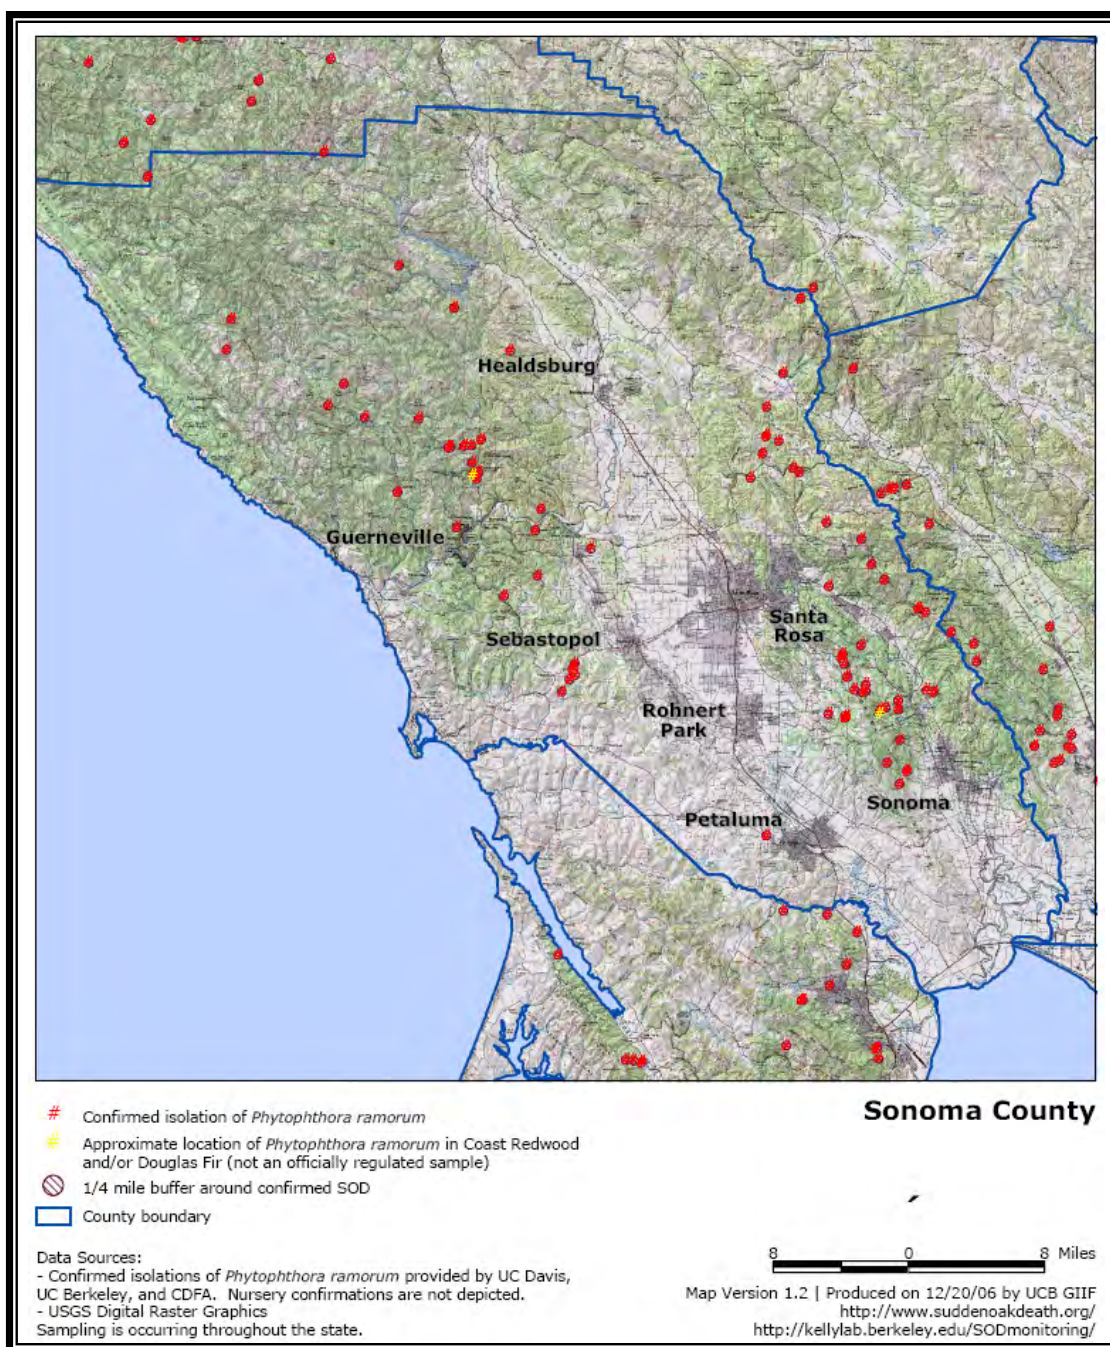 Healdsburg
Guerneville
Santa
Rosa
Sebastopol
Rohnert
Park
Sonoma
Petaluma
Sonoma County
# Confirmed isolation of Phytophthora ramorum
# Approximate location of Phytophthora ramorum in Coast Redwood
and/or Douglas Fir (not an officially regulated sample)
1/4 mile buffer around confirmed SOD
County boundary
Data Sources:
- Confirmed isolations of Phytophthora ramorum provided by UC Davis,
UC Berkeley, and CDFA. Nursery confirmations are not depicted.
- USGS Digital Raster Graphics
Sampling is occurring throughout the state.
8 0 8 Miles
Map Version 1.2 | Produced on 12/20/06 by UCB GIIF
http://www.suddenoakdeath.org/
http://kellylab.berkeley.edu/SODmonitoring/